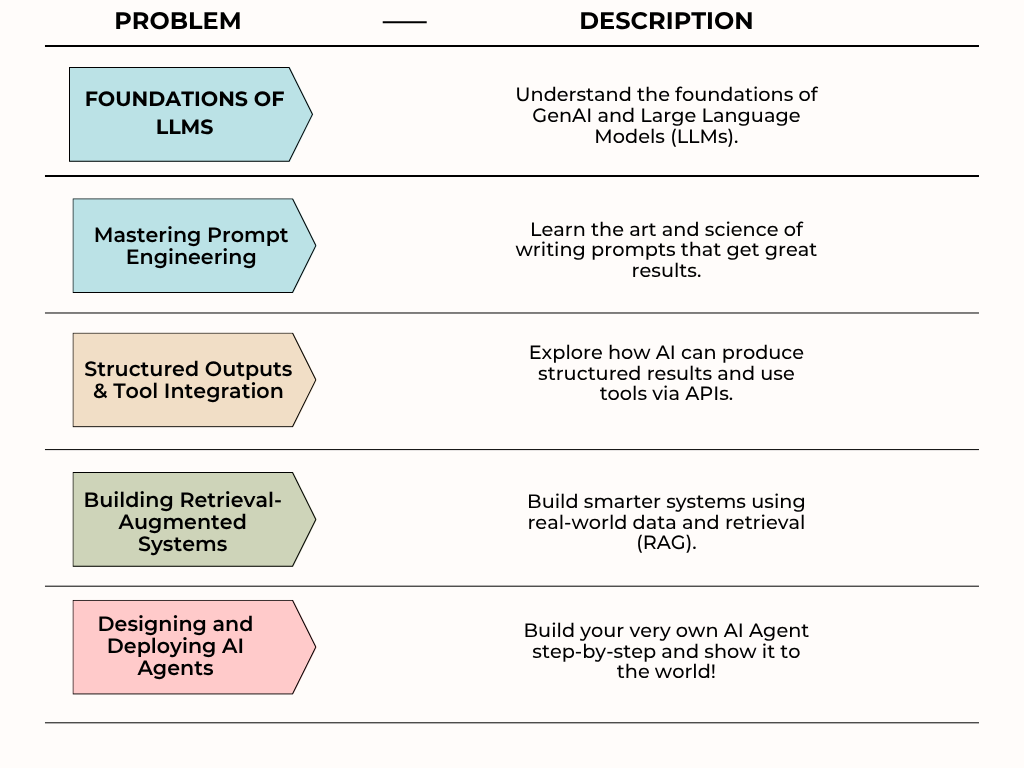 PROBLEM — DESCRIPTION
FOUNDATIONS OF
LLMS
Understand the foundations of
GenAI and Large Language
Models (LLMs).
Mastering Prompt
Engineering
Learn the art and science of
writing prompts that get great
results.
Structured Outputs
& Tool Integration
Explore how AI can produce
structured results and use
tools via APIs.
Building Retrieval-
Augmented
Systems
Build smarter systems using
real-world data and retrieval
(RAG).
Designing and
Deploying AI
Agents
Build your very own AI Agent
step-by-step and show it to
the world!